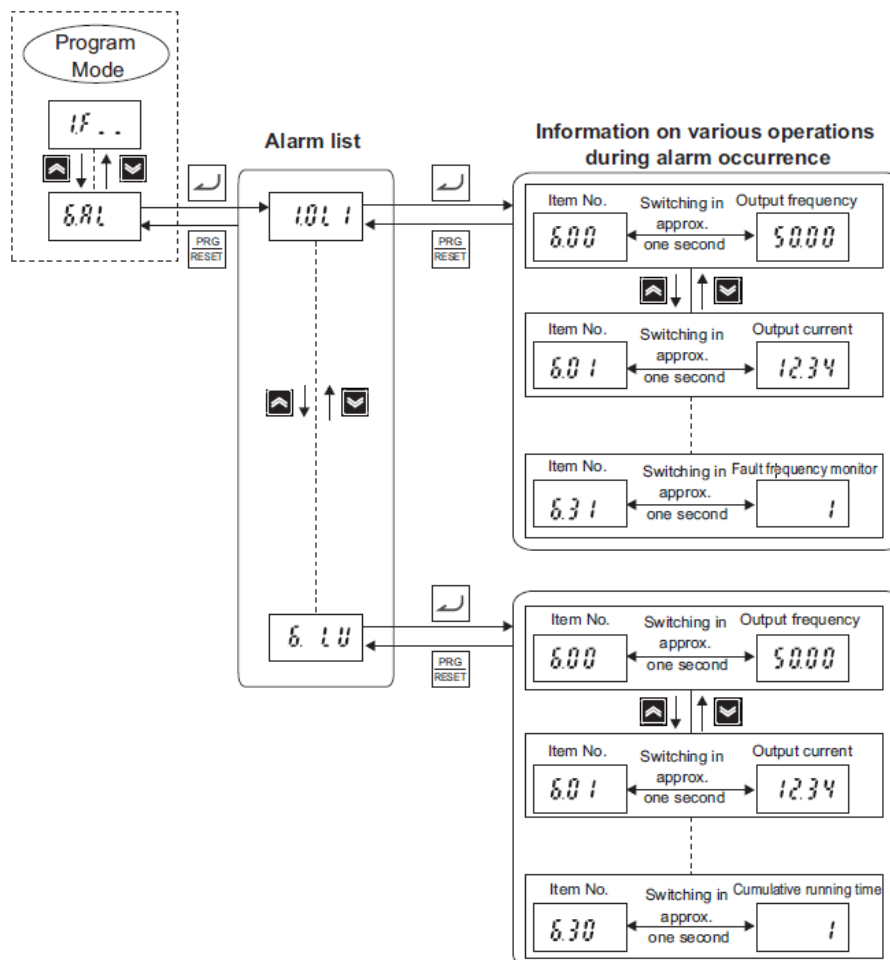 Program
Mode
1.F _ _
6.AL
PRG
RESET
Alarm list
1.OL1
6. LU
PRG
RESET
PRG
RESET
Information on various operations
during alarm occurrence
Item No.
Switching in
approx.
one second
Output frequency
6.00
50.00
Item No.
Switching in
approx.
one second
Output current
6.01
12.34
Item No.
Switching in
approx.
one second
Fault frequency monitor
6.31
1
Item No.
Switching in
approx.
one second
Output frequency
6.00
50.00
Item No.
Switching in
approx.
one second
Output current
6.01
12.34
Item No.
Switching in
approx.
one second
Cumulative running time
6.30
1